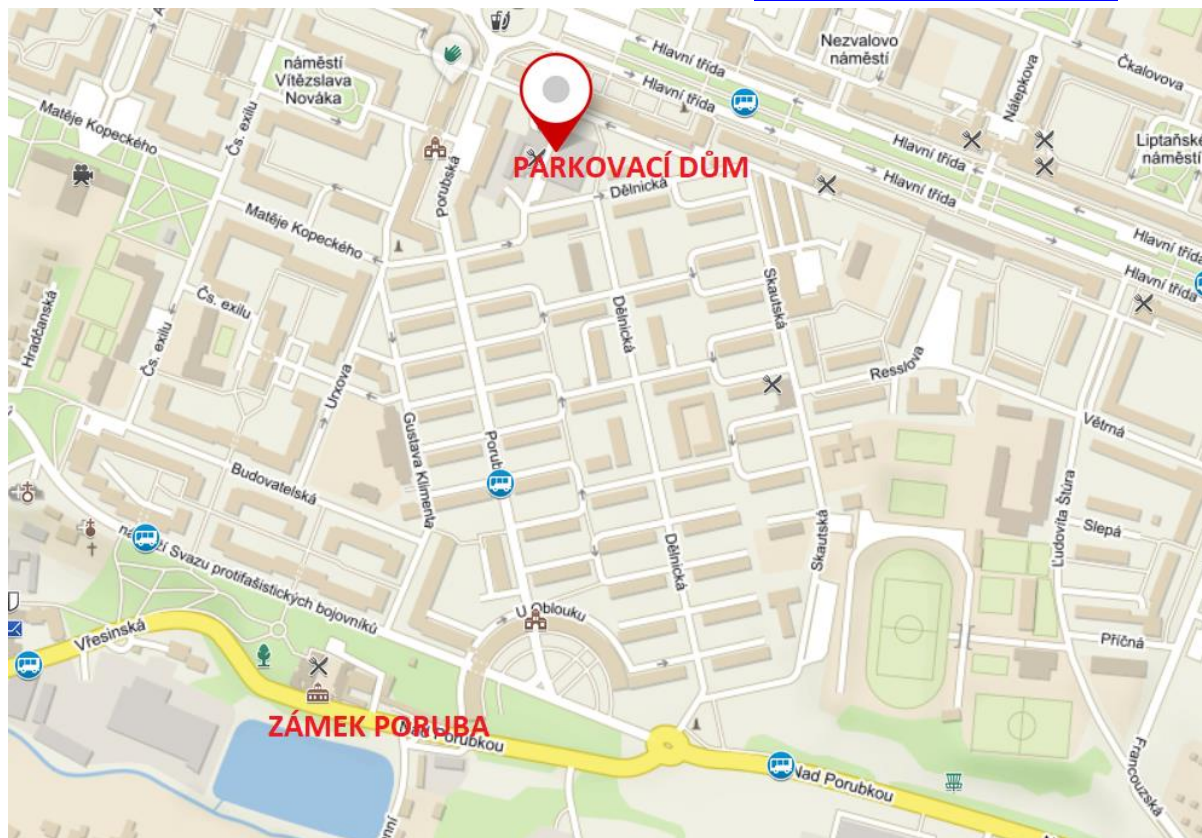 Hlavní třída
Hlavní třída
Nezvalovo
náměstí
Čkalovova
Nálepkova
náměstí
Vítězslava
Nováka
Čs. exilu
Matěje Kopeckého
Porubská
PARKOVACÍ DŮM
Dělnická
Hlavní třída
Hlavní třída
Liptaňské
náměstí
Hlavní třída
Hlavní třída
Matěje Kopeckého
Čs. exilu
Hradčanská
Čs. exilu
Urxova
Dělnická
Skautská
Resslova
Větrná
Gustava Klimenta
Budovatelská
Ľudovíta Štúra
Slepá
Skautská
Dělnická
Svazu protifašistických bojovníků
U Oblouku
Vřesinská
Příčná
ZÁMEK PORUBA
Nad Porubkou
Nad Porubkou
Francouzská